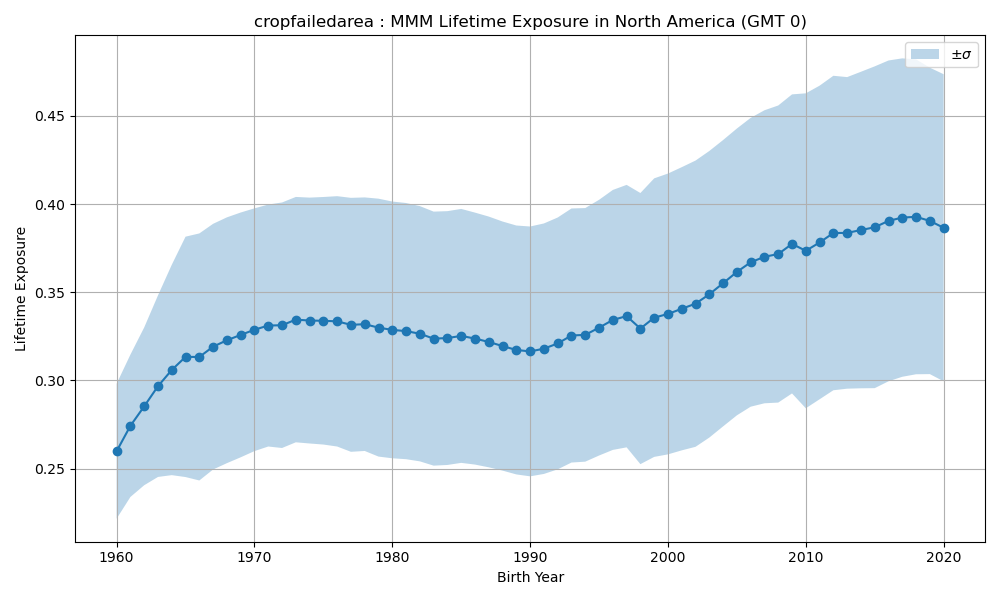 cropfailedarea : MMM Lifetime Exposure in North America (GMT 0)
±σ
Lifetime Exposure
0.45
0.40
0.35
0.30
0.25
1960 1970 1980 1990 2000 2010 2020
Birth Year